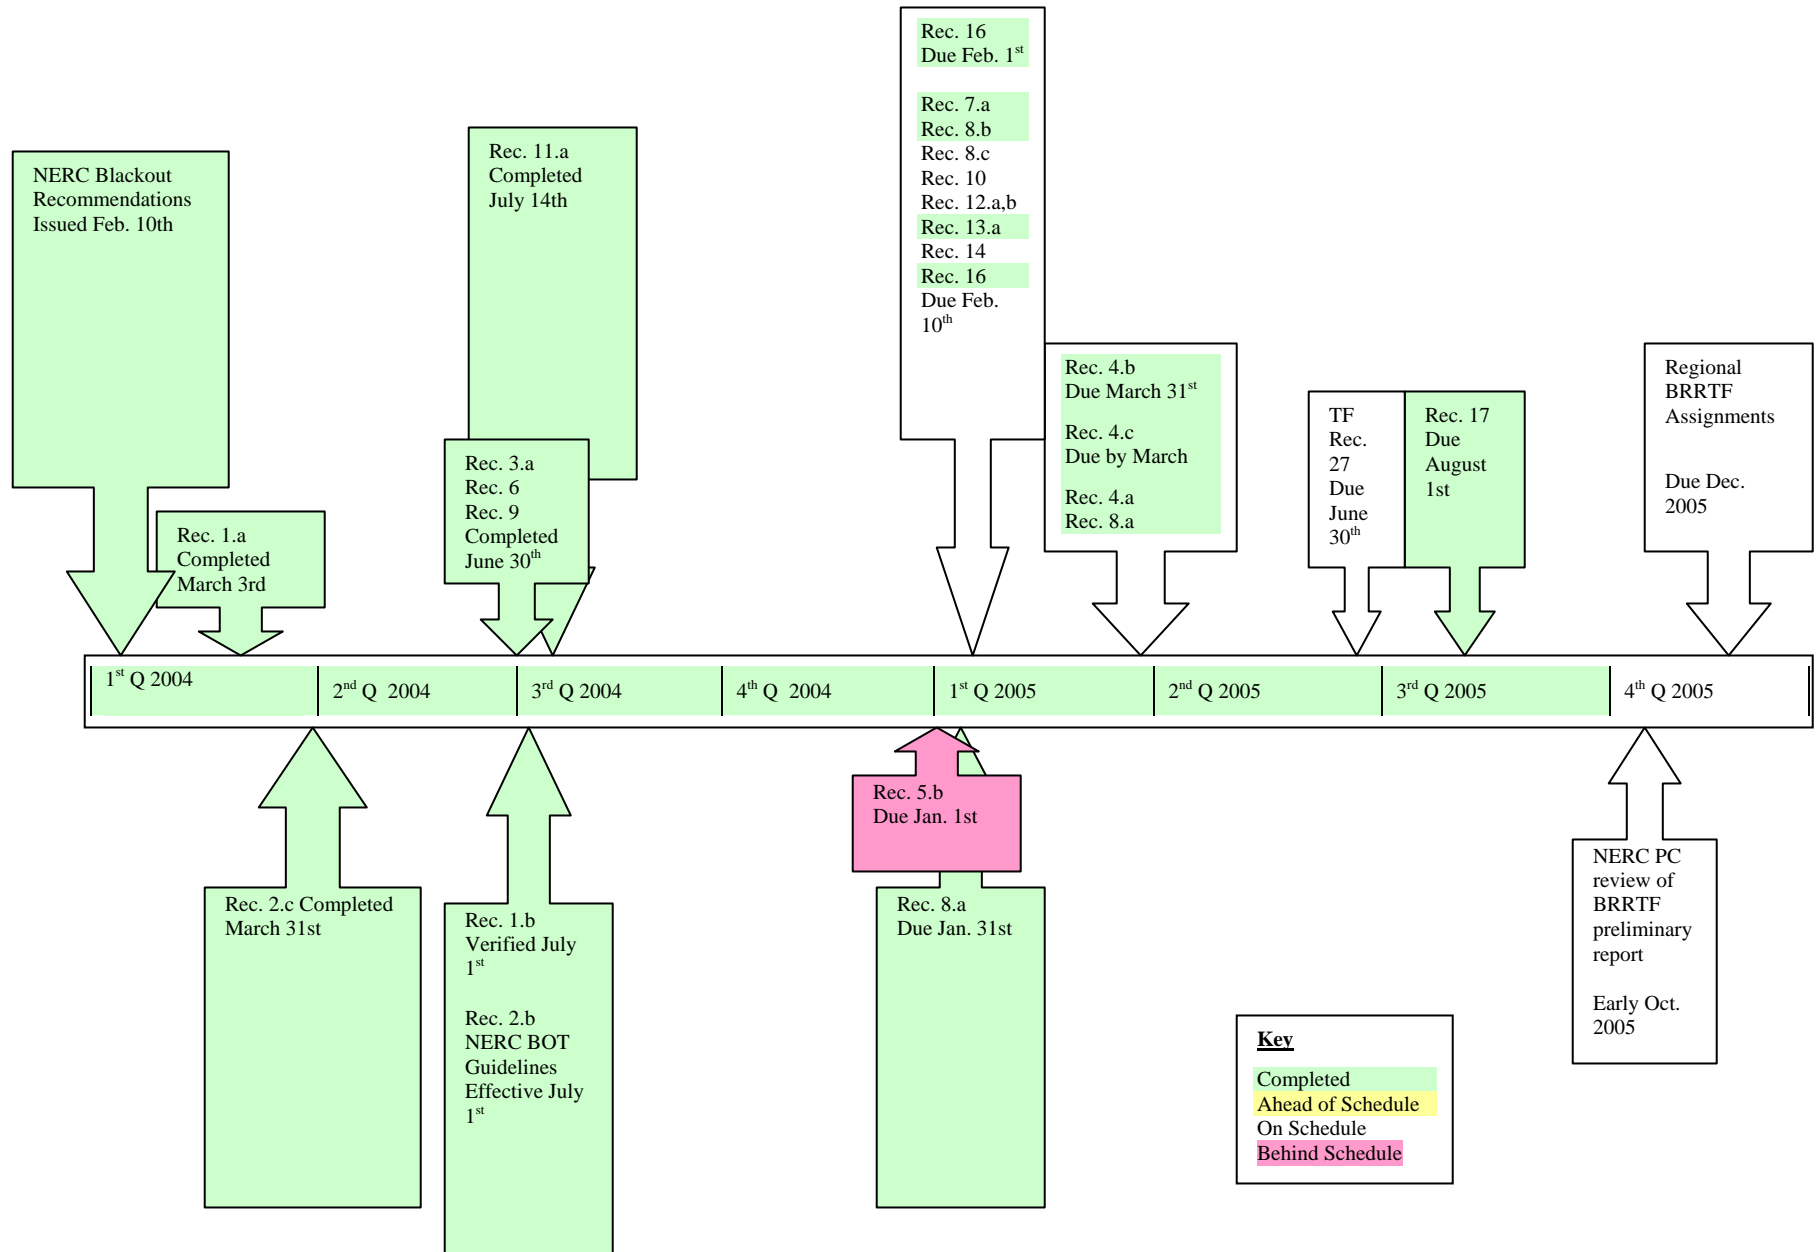 NERC Blackout
Recommendations
Issued Feb. 10th
Rec. 1.a
Completed
March 3rd
Rec. 11.a
Completed
July 14th
Rec. 3.a
Rec. 6
Rec. 9
Completed
June 30th
Rec. 16
Due Feb. 1st
Rec. 7.a
Rec. 8.b
Rec. 8.c
Rec. 10
Rec. 12.a,b
Rec. 13.a
Rec. 14
Rec. 16
Due Feb.
10th
Rec. 4.b
Due March 31st
Rec. 4.c
Due by March
Rec. 4.a
Rec. 8.a
TF
Rec.
27
Due
June
30th
Rec. 17
Due
August
1st
Regional
BRRTF
Assignments
Due Dec.
2005
1st Q 2004
2nd Q 2004
3rd Q 2004
4th Q 2004
1st Q 2005
2nd Q 2005
3rd Q 2005
4th Q 2005
Rec. 2.c Completed
March 31st
Rec. 1.b
Verified July
1st
Rec. 2.b
NERC BOT
Guidelines
Effective July
1st
Rec. 5.b
Due Jan. 1st
Rec. 8.a
Due Jan. 31st
NERC PC
review of
BRRTF
preliminary
report
Early Oct.
2005
Key
Completed
Ahead of Schedule
On Schedule
Behind Schedule